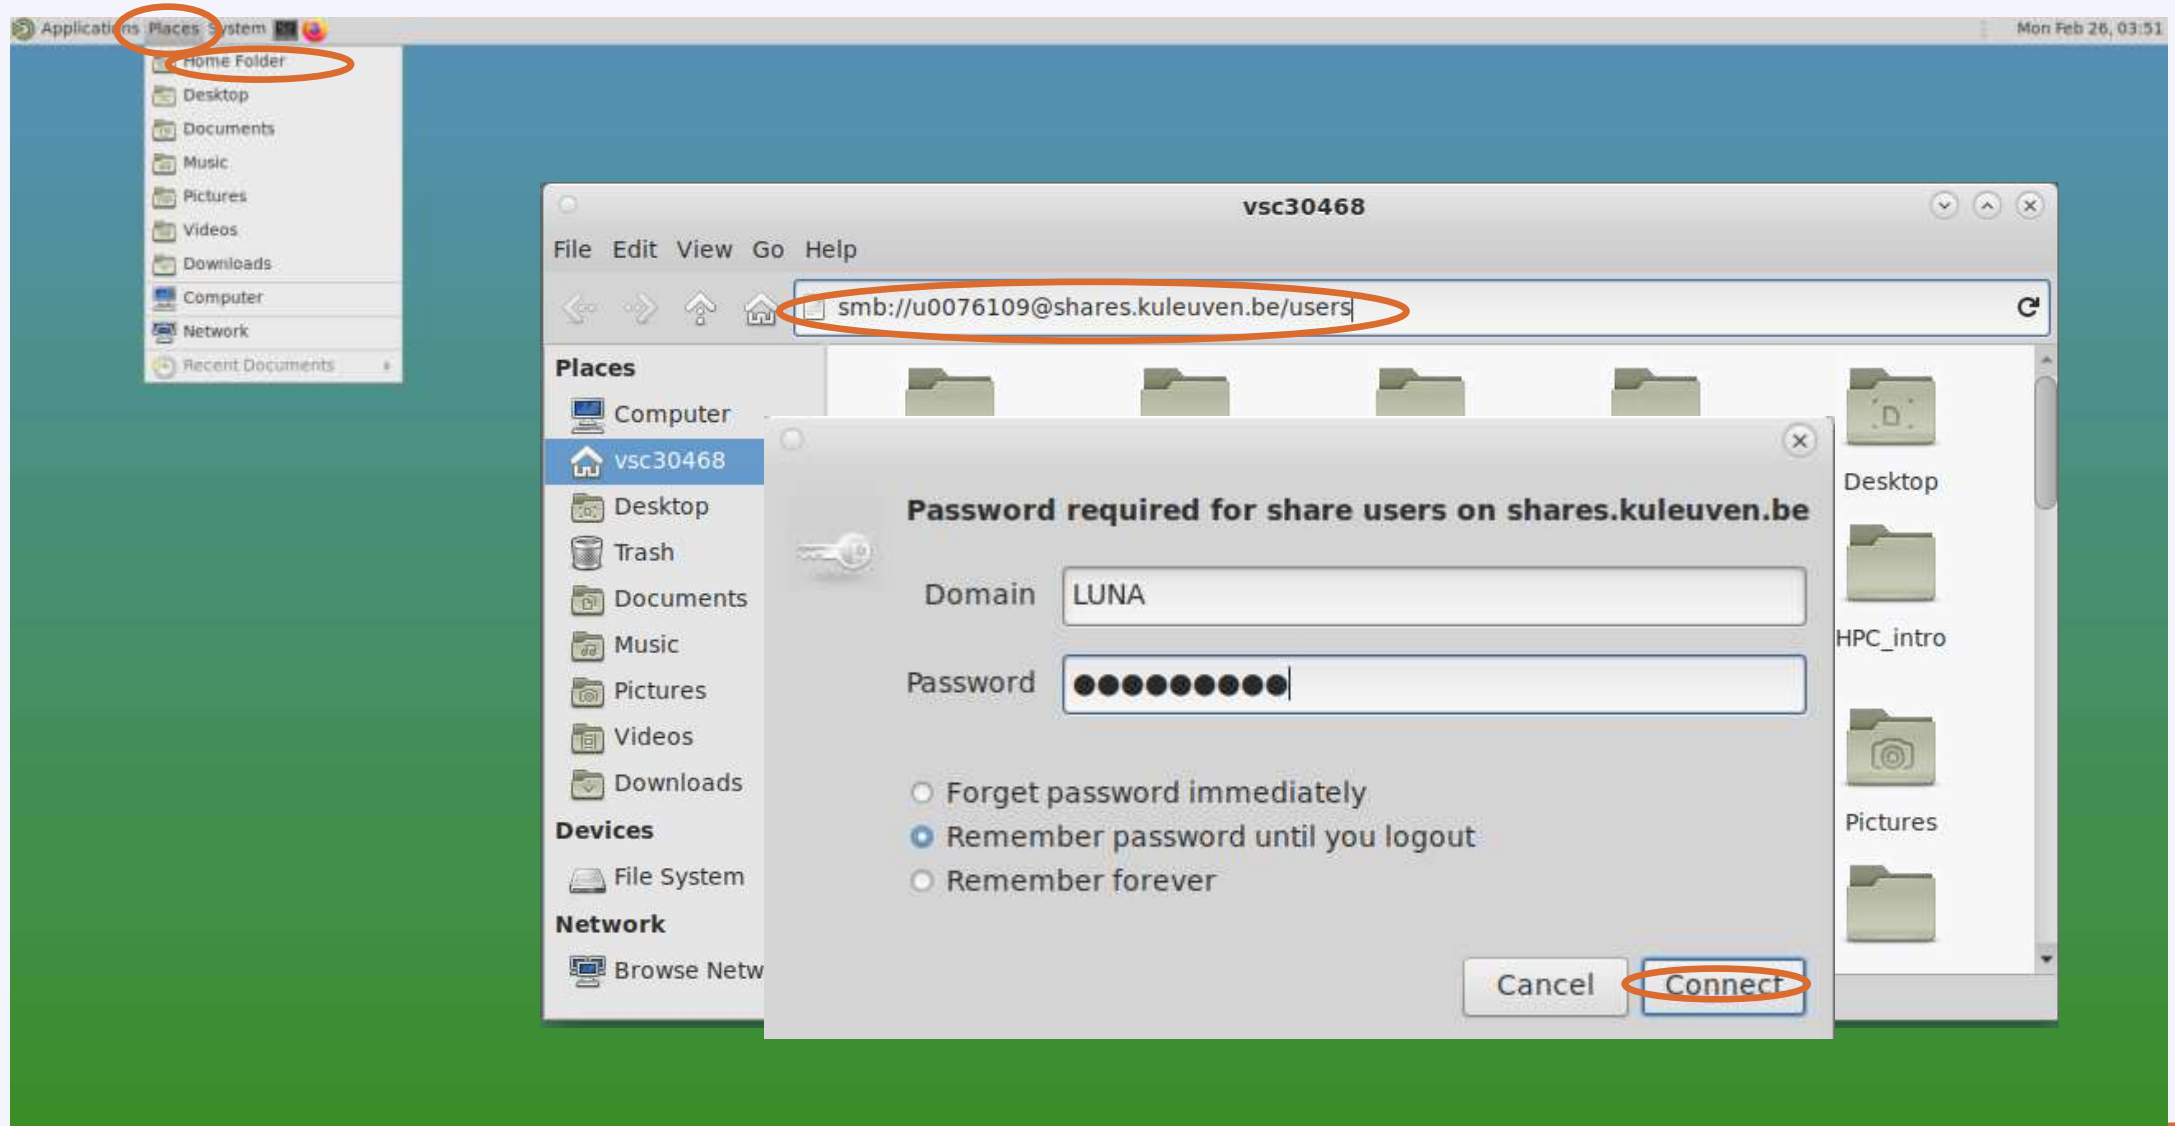 Applications Places System
Mon Feb 26, 03:51
Home Folder
Desktop
Documents
Music
Pictures
Videos
Downloads
Computer
Network
Recent Documents
vsc30468
File Edit View Go Help
smb://u0076109@shares.kuleuven.be/users
Places
Computer
vsc30468
Desktop
Trash
Documents
Music
Pictures
Videos
Downloads
Devices
File System
Network
Browse Netw
Desktop
HPC_intro
Pictures
Password required for share users on shares.kuleuven.be
Domain LUNA
Password ●●●●●●●●●
Forget password immediately
Remember password until you logout
Remember forever
Cancel Connect